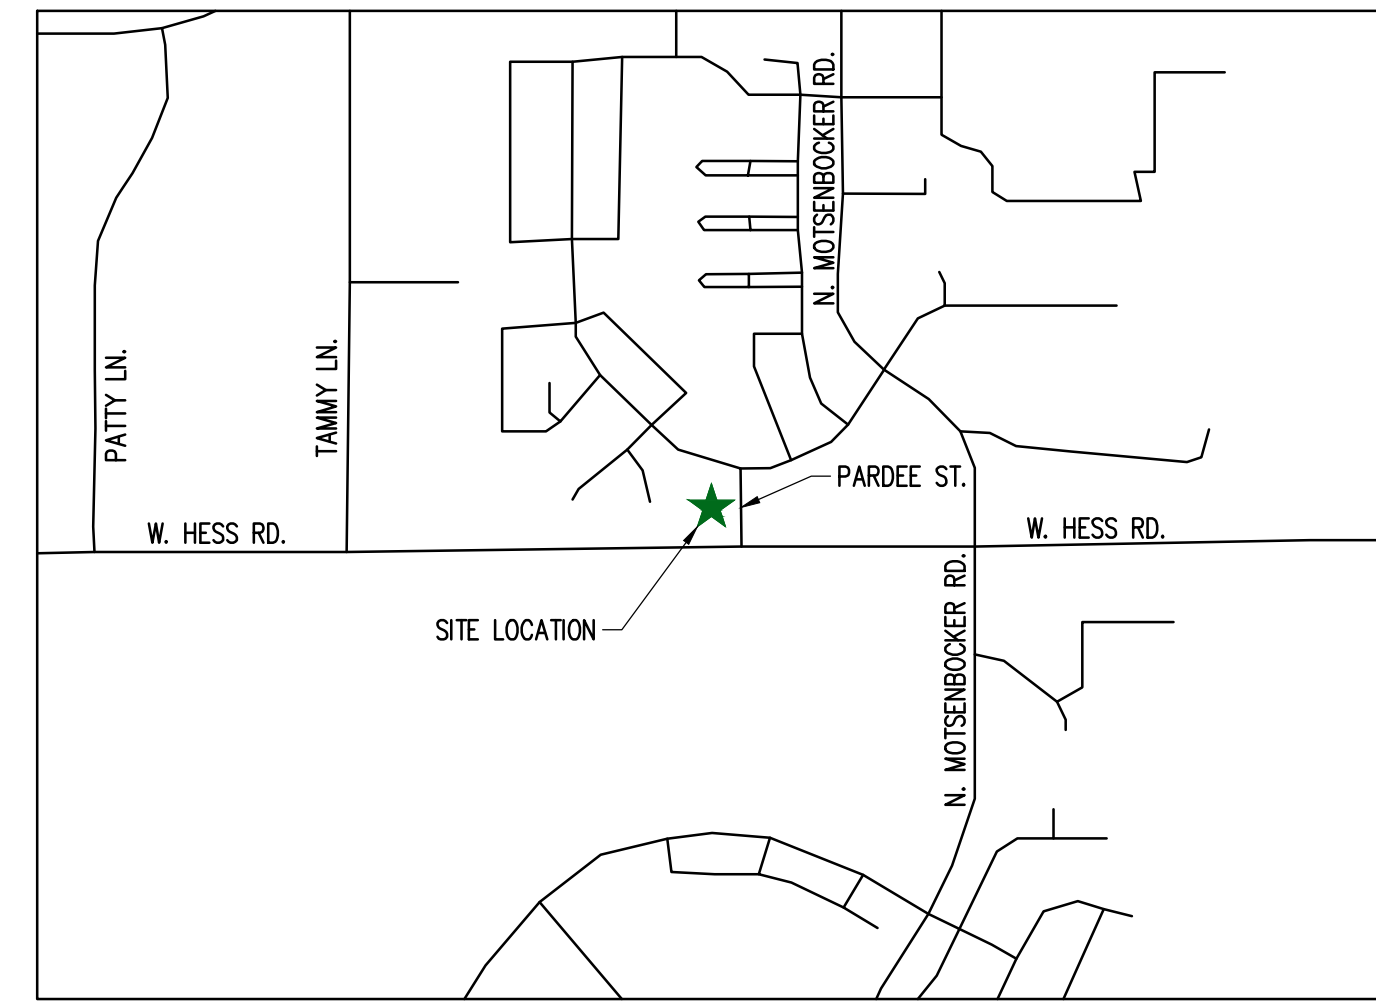 N. MOTSENBOCKER RD.
PATTY LN.
TAMMY LN.
PARDEE ST.
W. HESS RD.
W. HESS RD.
SITE LOCATION
N. MOTSENBOCKER RD.